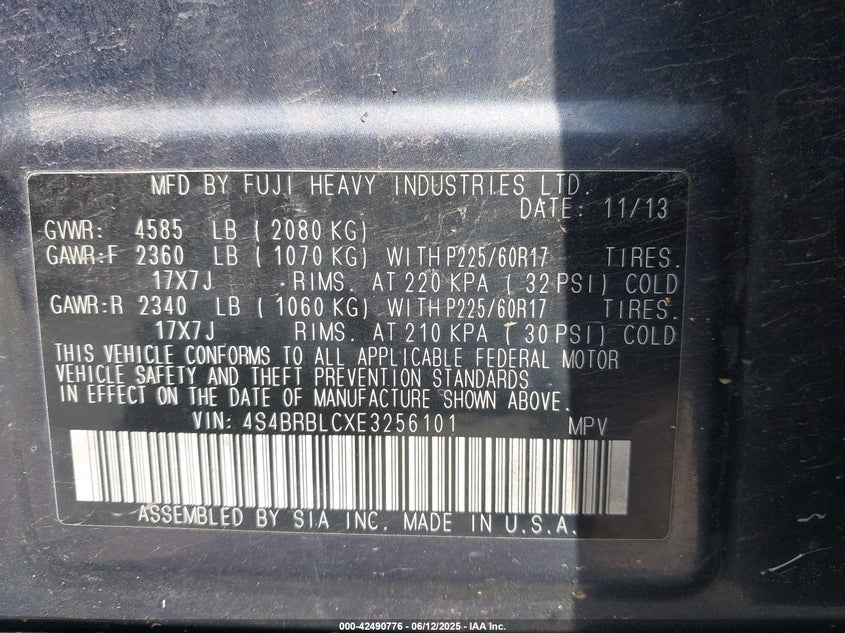 MFD BY FUJI HEAVY INDUSTRIES LTD.
DATE: 11/13
GVWR: 4585 LB ( 2080 KG)
GAWR:F 2360 LB ( 1070 KG) WITH P225/60R17 TIRES.
17X7J RIMS. AT 220 KPA ( 32 PSI) COLD
GAWR:R 2340 LB ( 1060 KG) WITH P225/60R17 TIRES.
17X7J RIMS. AT 210 KPA ( 30 PSI) COLD
THIS VEHICLE CONFORMS TO ALL APPLICABLE FEDERAL MOTOR
VEHICLE SAFETY AND THEFT PREVENTION STANDARDS
IN EFFECT ON THE DATE OF MANUFACTURE SHOWN ABOVE.
VIN: 4S4BRBLCXE3256101 MPV
ASSEMBLED BY SIA INC. MADE IN U.S.A.
000-42490776 - 06/12/2025 - IAA Inc.